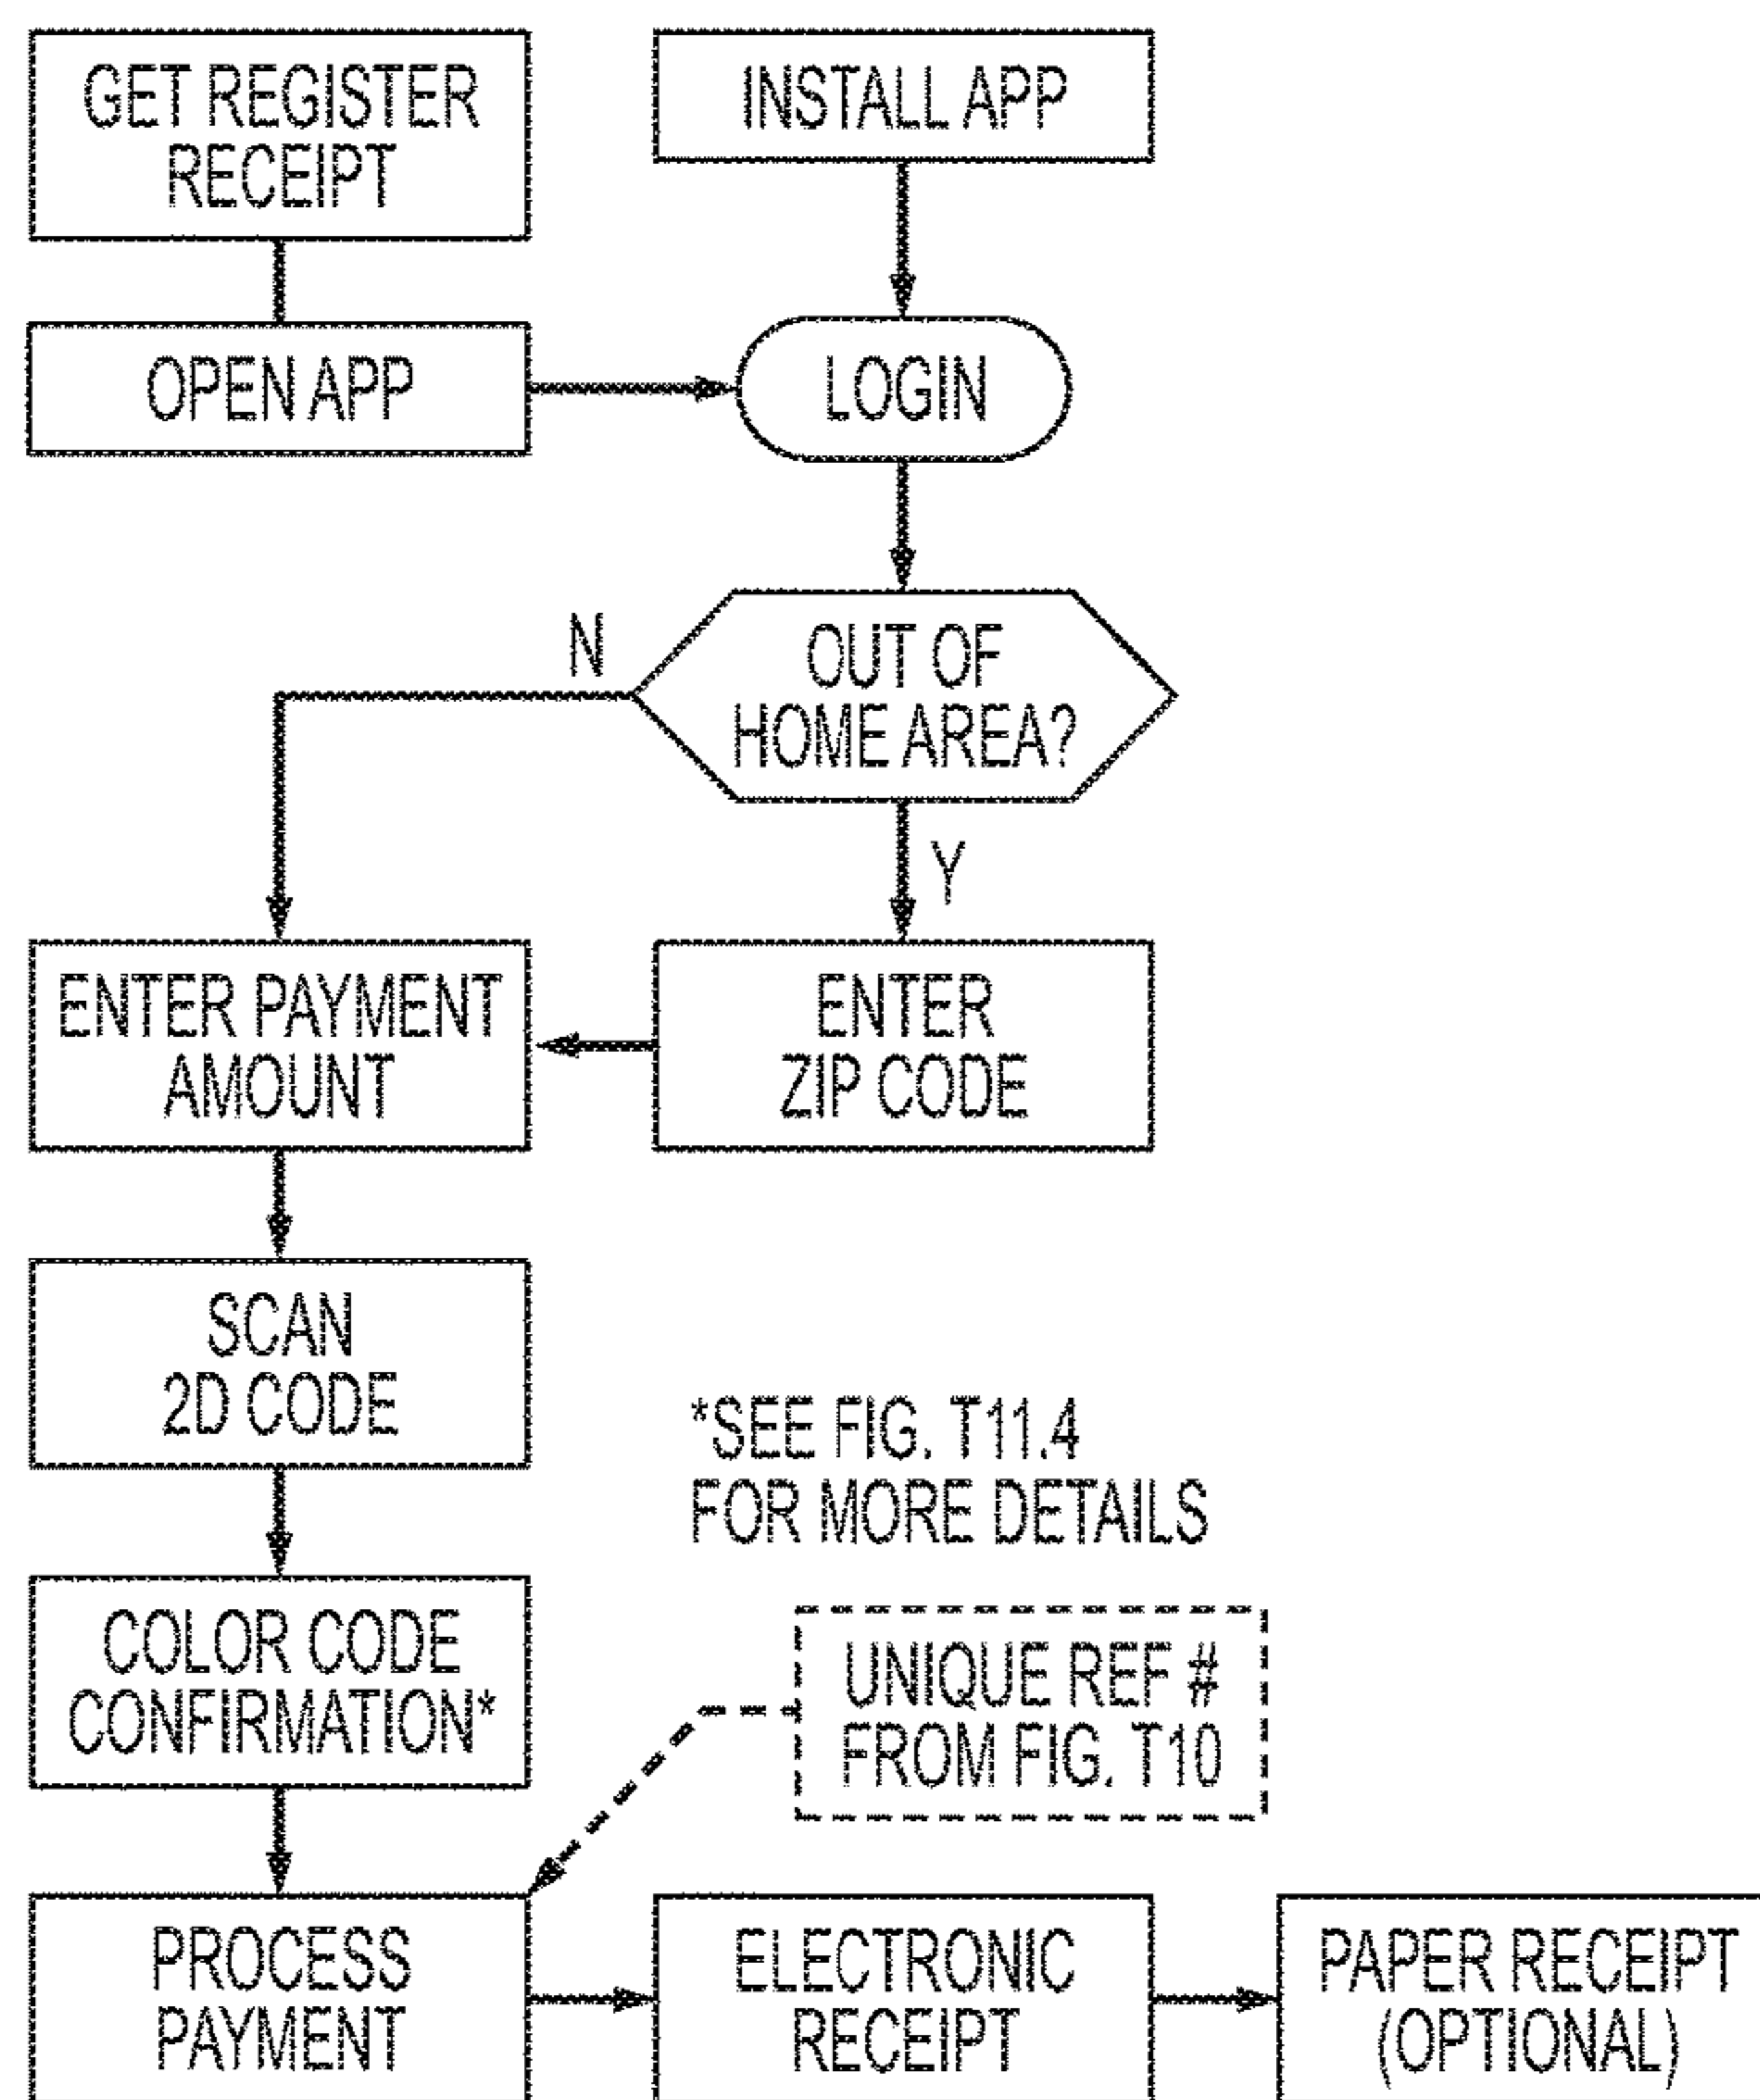 GET REGISTER
RECEIPT
INSTALL APP
OPEN APP
LOGIN
N
OUT OF
HOME AREA?
Y
ENTER PAYMENT
AMOUNT
ENTER
ZIP CODE
SCAN
2D CODE
*SEE FIG. T11.4
FOR MORE DETAILS
COLOR CODE
CONFIRMATION*
UNIQUE REF #
FROM FIG. T10
PROCESS
PAYMENT
ELECTRONIC
RECEIPT
PAPER RECEIPT
(OPTIONAL)